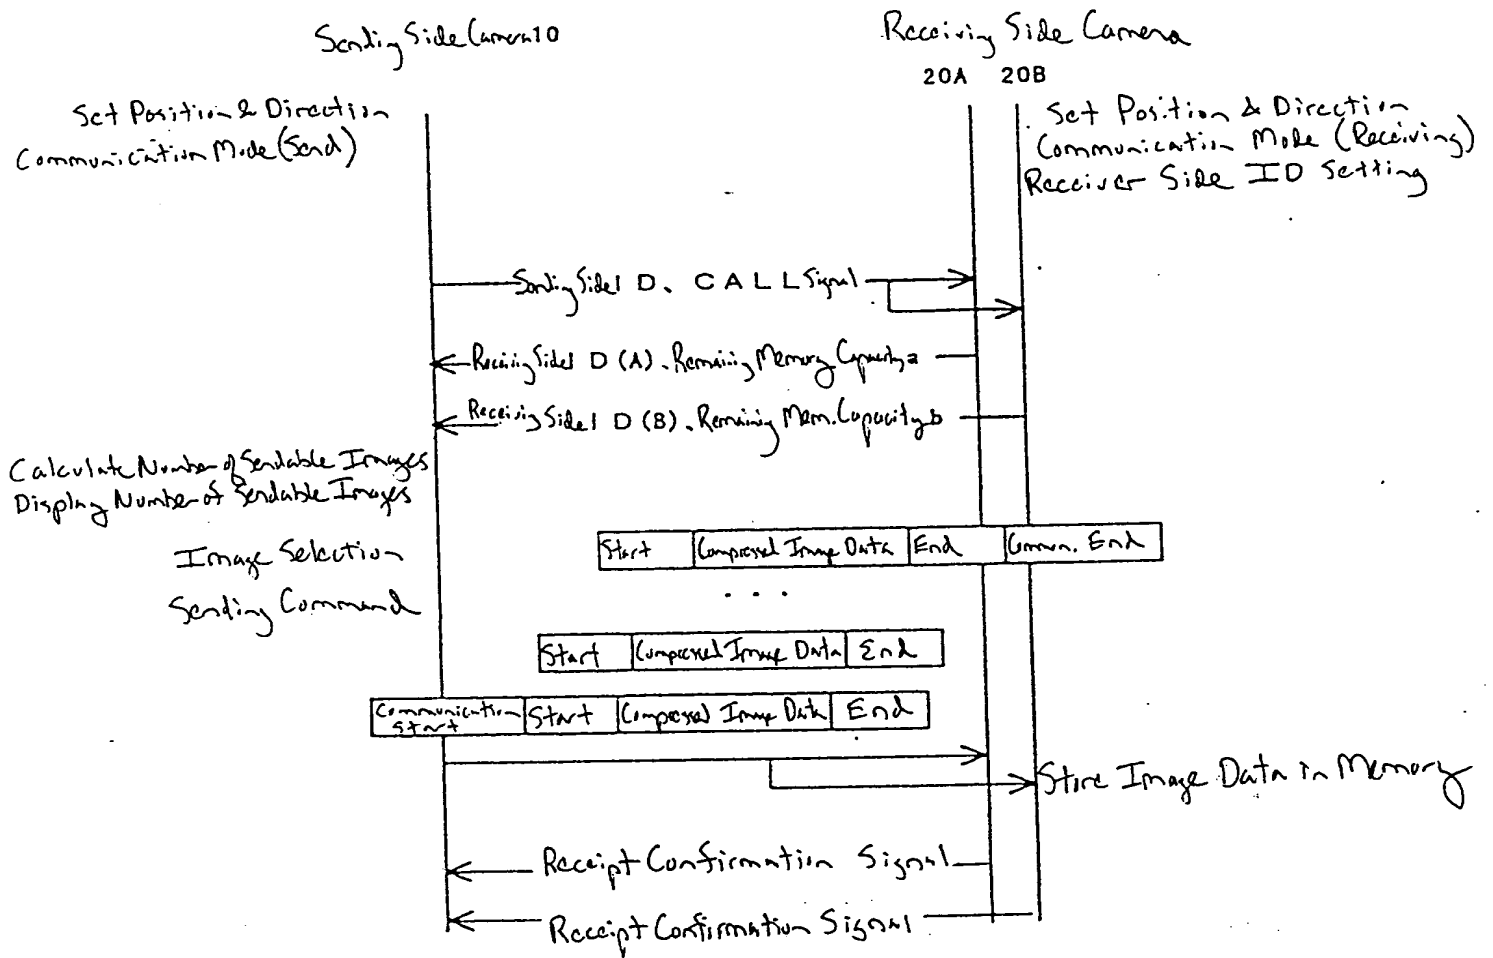 Sending Side Camera 10
Receiving Side Camera
20A 20B
Set Position & Direction
Communication Mode (Send)
Set Position & Direction
Communication Mode (Receiving)
Receiver Side ID Setting
Sending Side I D、 CALL Signal
Receiving Side I D (A)、Remaining Memory Capacity a
Receiving Side I D (B)、Remaining Mem. Capacity b
Calculate Number of Sendable Images
Display Number of Sendable Images
Image Selection
Sending Command
Start Compressed Image Data End Commun. End
. . .
Start Compressed Image Data End
Communication Start Start Compressed Image Data End
Store Image Data in Memory
Receipt Confirmation Signal
Receipt Confirmation Signal